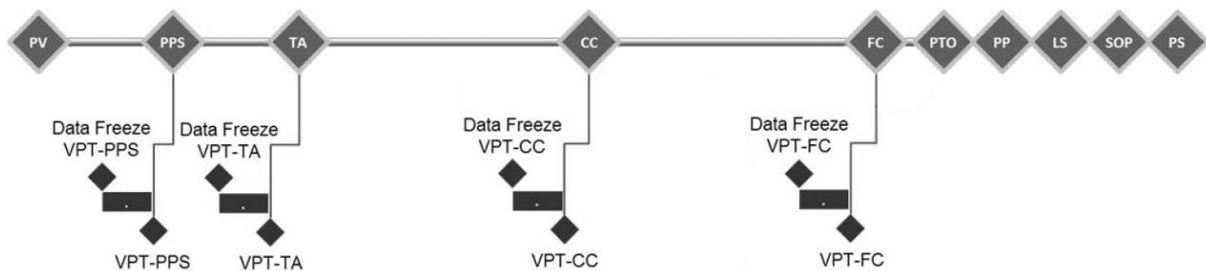 PV PPS TA CC FC PTO PP LS SOP PS
Data Freeze
VPT-PPS
Data Freeze
VPT-TA
Data Freeze
VPT-CC
Data Freeze
VPT-FC
VPT-PPS
VPT-TA
VPT-CC
VPT-FC